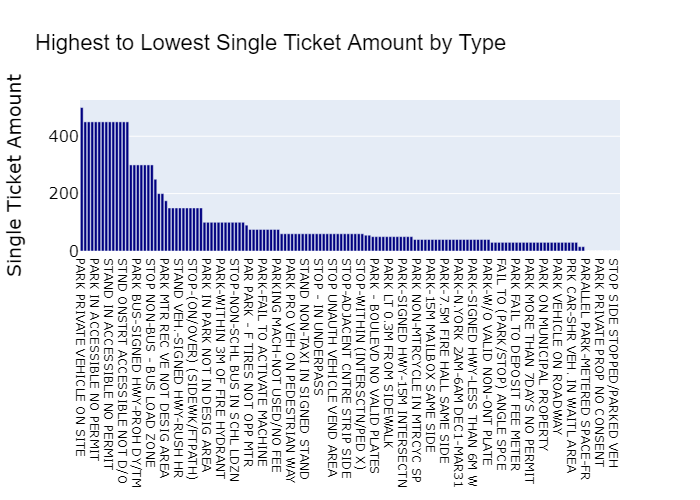 Highest to Lowest Single Ticket Amount by Type
Single Ticket Amount
400
200
0
PARK PRIVATE VEHICLE ON SITE
PARK IN ACCESSIBLE NO PERMIT
STAND IN ACCESSIBLE NO PERMIT
STND ONSTRT ACCESSIBLE NOT D/O
PARK BUS-SIGNED HWY-PROH DY/TM
STOP NON-BUS - BUS LOAD ZONE
PARK MTR REC VE NOT DESIG AREA
STAND VEH.-SIGNED HWY-RUSH HR
STOP-(ON/OVER) (SIDEWK/FTPATH)
PARK IN PARK NOT IN DESIG AREA
PARK-WITHIN 3M OF FIRE HYDRANT
STOP-NON-SCHL BUS IN SCHL LDZN
PAR PARK - F TIRES NOT OPP MTR
PARK-FAIL TO ACTIVATE MACHINE
PARKING MACH-NOT USED/NO FEE
PARK PRO VEH ON PEDESTRIAN WAY
STAND NON-TAXI IN SIGNED STAND
STOP - IN UNDERPASS
STOP UNAUTH VEHICLE VEND AREA
STOP-ADJACENT CNTRE STRIP SIDE
STOP-WITHIN (INTERSCTN/PED X)
PARK - BOULEVD NO VALID PLATES
PARK LT 0.3M FROM SIDEWALK
PARK-SIGNED HWY-15M INTERSECTN
PARK NON-MTRCYCLE IN MTRCYC SP
PARK-15M MAILBOX SAME SIDE
PARK-7.5M FIRE HALL SAME SIDE
PARK-N.YORK 2AM-6AM DEC1-MAR31
PARK-SIGNED HWY-LESS THAN 6M W
PARK-W/O VALID NON-ONT PLATE
FAIL TO (PARK/STOP) ANGLE SPCE
PARK FAIL TO DEPOSIT FEE METER
PARK MORE THAN 7DAYS NO PERMIT
PARK ON MUNICIPAL PROPERTY
PARK VEHICLE ON ROADWAY
PRK CAR-SHR VEH. IN WAITL AREA
PARALLEL PARK-METERED SPACE-FR
PARK PRIVATE PROP NO CONSENT
STOP SIDE STOPPED/PARKED VEH